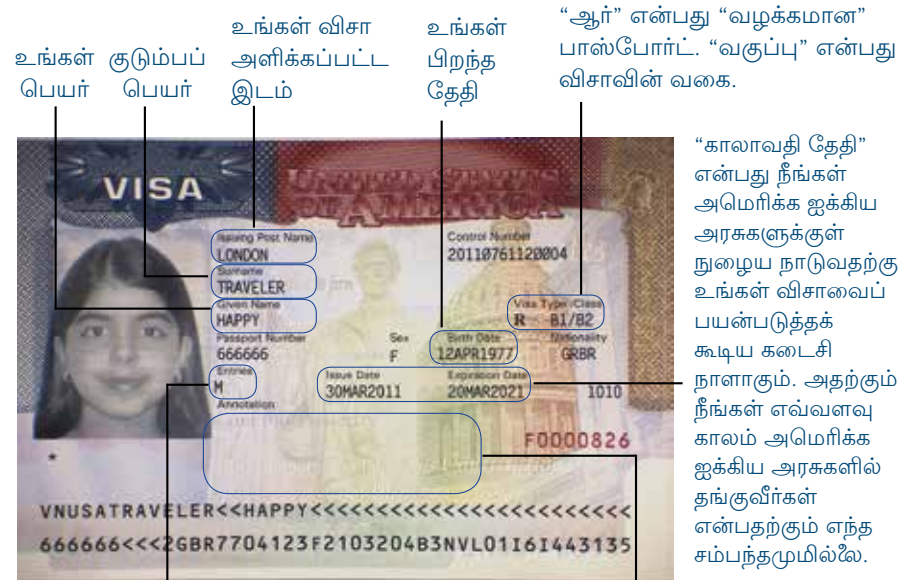 உங்கள்
பெயர்
குடும்பப்
பெயர்
உங்கள் விசா
அளிக்கப்பட்ட
இடம்
உங்கள்
பிறந்த
தேதி
“ஆர்” என்பது “வழக்கமான”
பாஸ்போர்ட். “வகுப்பு” என்பது
விசாவின் வகை.
VISA
UNITED STATES
OF AMERICA
Issuing Post Name
LONDON
Control Number
20110761120004
Surname
TRAVELER
Given Name
HAPPY
Visa Type /Class
R B1/B2
Passport Number
666666
Sex
F
Birth Date
12APR1977
Nationality
GRBR
Entries
M
Issue Date
30MAR2011
Expiration Date
20MAR2021
1010
Annotation
F0000826
VNUSATRAVELER<<HAPPY<<<<<<<<<<<<<<<<<<<<<<<<
666666<<<2GBR7704123F2103204B3NVL01I6I443135
“காலாவதி தேதி”
என்பது நீங்கள்
அமெரிக்க ஐக்கிய
அரசுகளுக்குள்
நுழைய நாடுவதற்கு
உங்கள் விசாவைப்
பயன்படுத்தக்
கூடிய கடைசி
நாளாகும். அதற்கும்
நீங்கள் எவ்வளவு
காலம் அமெரிக்க
ஐக்கிய அரசுகளில்
தங்குவீர்கள்
என்பதற்கும் எந்த
சம்பந்தமுமில்லை.